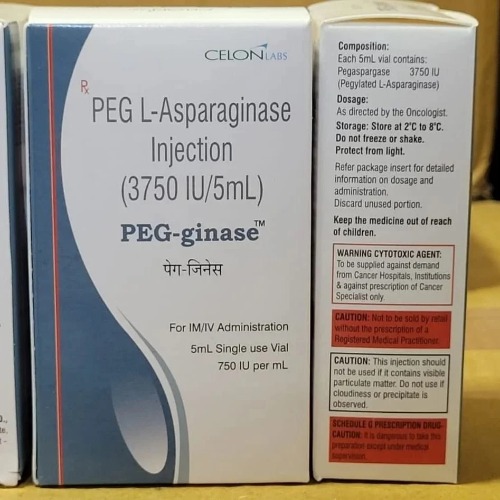 CELON LABS
Rx
PEG L-Asparaginase
Injection
(3750 IU/5mL)
PEG-ginase™
पेग-जिनेस
For IM/IV Administration
5mL Single use Vial
750 IU per mL
Composition:
Each 5mL vial contains:
Pegaspargase 3750 IU
(Pegylated L-Asparaginase)
Dosage:
As directed by the Oncologist.
Storage: Store at 2°C to 8°C.
Do not freeze or shake.
Protect from light.
Refer package insert for detailed
information on dosage and
administration.
Discard unused portion.
Keep the medicine out of reach
of children.
WARNING CYTOTOXIC AGENT:
To be supplied against demand
from Cancer Hospitals, Institutions
& against prescription of Cancer
Specialist only.
CAUTION: Not to be sold by retail
without the prescription of a
Registered Medical Practitioner.
CAUTION: This injection should
not be used if it contains visible
particulate matter. Do not use if
cloudiness or precipitate is
observed.
SCHEDULE G PRESCRIPTION DRUG-
CAUTION: It is dangerous to take this
preparation except under medical
supervision.